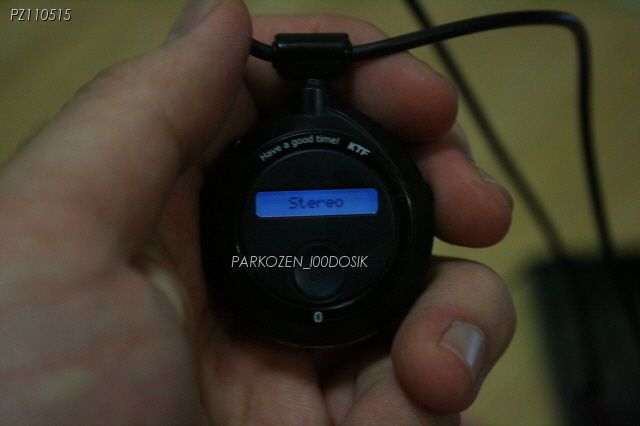 PZ110515
Have a good time! KTF
Stereo
PARKOZEN_I00DOSIK